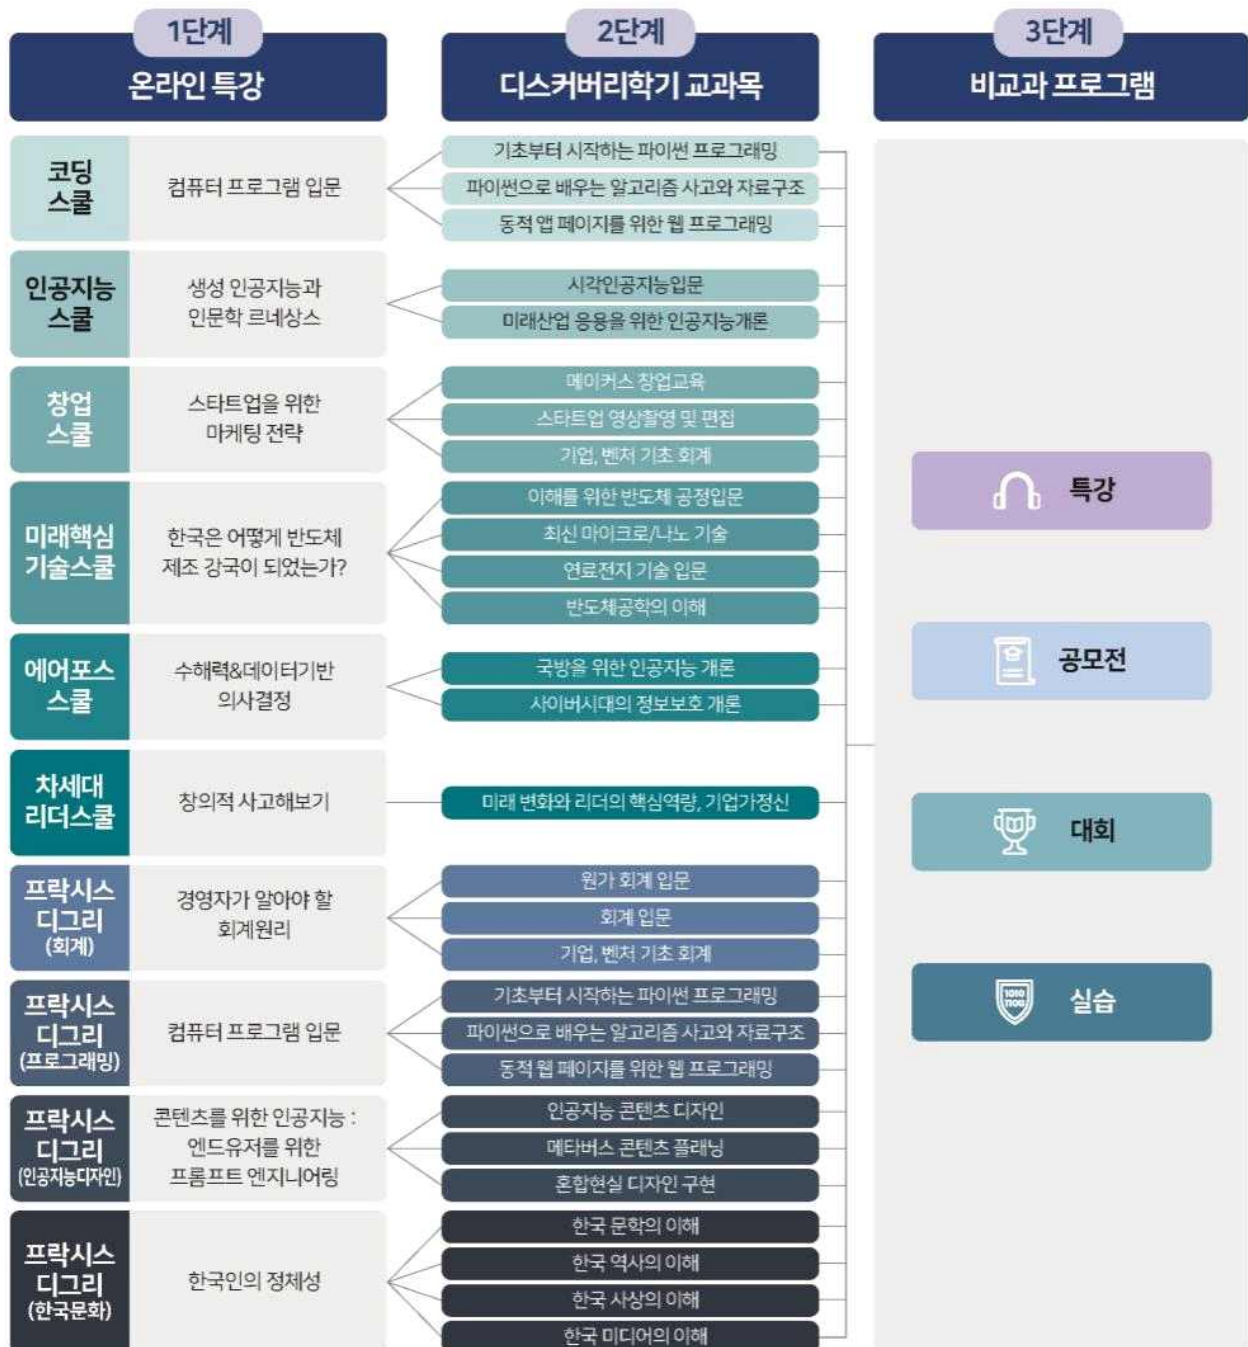 1단계
온라인 특강
2단계
디스커버리학기 교과목
3단계
비교과 프로그램
코딩
스쿨
컴퓨터 프로그램 입문
기초부터 시작하는 파이썬 프로그래밍
파이썬으로 배우는 알고리즘 사고와 자료구조
동적 앱 페이지를 위한 웹 프로그래밍
인공지능
스쿨
생성 인공지능과
인문학 르네상스
시각인공지능입문
미래산업 응용을 위한 인공지능개론
창업
스쿨
스타트업을 위한
마케팅 전략
메이커스 창업교육
스타트업 영상촬영 및 편집
기업, 벤처 기초 회계
미래핵심
기술스쿨
한국은 어떻게 반도체
제조 강국이 되었는가?
이해를 위한 반도체 공정입문
최신 마이크로/나노 기술
연료전지 기술 입문
반도체공학의 이해
에어포스
스쿨
수해력&데이터기반
의사결정
국방을 위한 인공지능 개론
사이버시대의 정보보호 개론
차세대
리더스쿨
창의적 사고해보기
미래 변화와 리더의 핵심역량, 기업가정신
프락시스
디그리
(회계)
경영자가 알아야 할
회계원리
원가 회계 입문
회계 입문
기업, 벤처 기초 회계
프락시스
디그리
(프로그래밍)
컴퓨터 프로그램 입문
기초부터 시작하는 파이썬 프로그래밍
파이썬으로 배우는 알고리즘 사고와 자료구조
동적 웹 페이지를 위한 웹 프로그래밍
프락시스
디그리
(인공지능디자인)
콘텐츠를 위한 인공지능 :
엔드유저를 위한
프롬프트 엔지니어링
인공지능 콘텐츠 디자인
메타버스 콘텐츠 플래닝
혼합현실 디자인 구현
프락시스
디그리
(한국문화)
한국인의 정체성
한국 문학의 이해
한국 역사의 이해
한국 사상의 이해
한국 미디어의 이해
특강
공모전
대회
1010
1100
실습